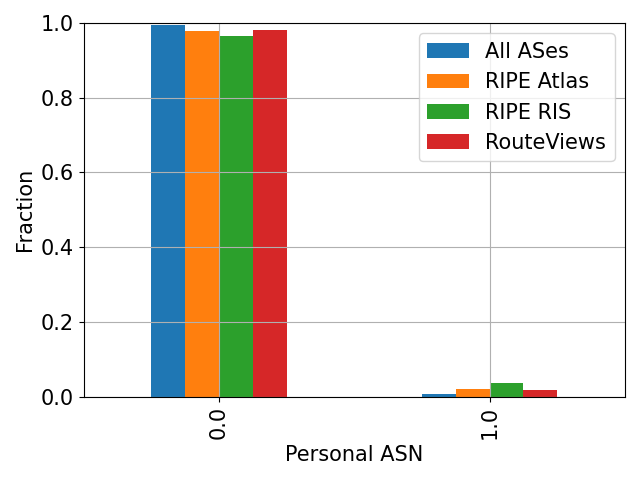 1.0
0.8
0.6
0.4
0.2
0.0
Fraction
All ASes
RIPE Atlas
RIPE RIS
RouteViews
0.0
1.0
Personal ASN